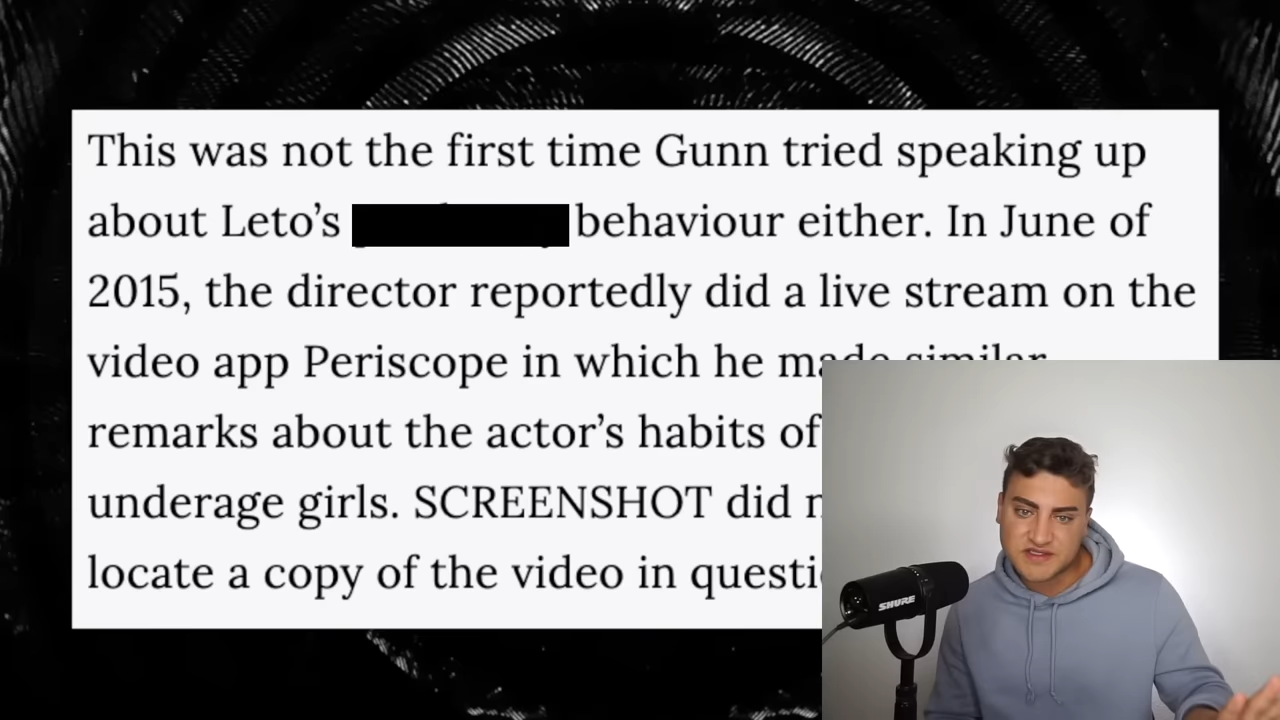 This was not the first time Gunn tried speaking up
about Leto's behaviour either. In June of
2015, the director reportedly did a live stream on the
video app Periscope in which he made similar
remarks about the actor's habits of
underage girls. SCREENSHOT did
locate a copy of the video in
SHURE